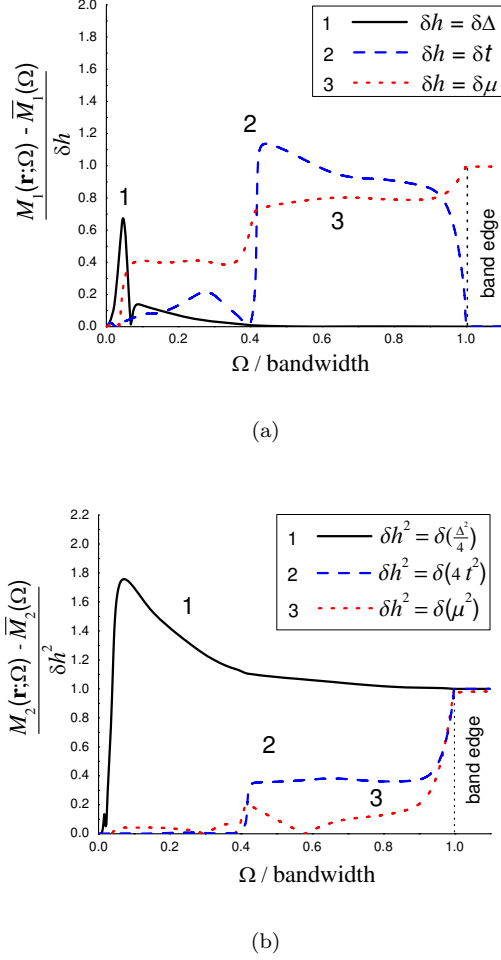 M₁(r;Ω) - M̅₁(Ω)
δh
2.0
1.8
1.6
1.4
1.2
1.0
0.8
0.6
0.4
0.2
0.0
1 δh = δΔ
2 δh = δt
3 δh = δμ
1
2
3
band edge
0.0 0.2 0.4 0.6 0.8 1.0
Ω / bandwidth
(a)
M₂(r;Ω) - M̅₂(Ω)
δh²
2.2
2.0
1.8
1.6
1.4
1.2
1.0
0.8
0.6
0.4
0.2
0.0
1 δh² = δ(Δ²/4)
2 δh² = δ(4 t²)
3 δh² = δ(μ²)
1
2
3
band edge
0.0 0.2 0.4 0.6 0.8 1.0
Ω / bandwidth
(b)